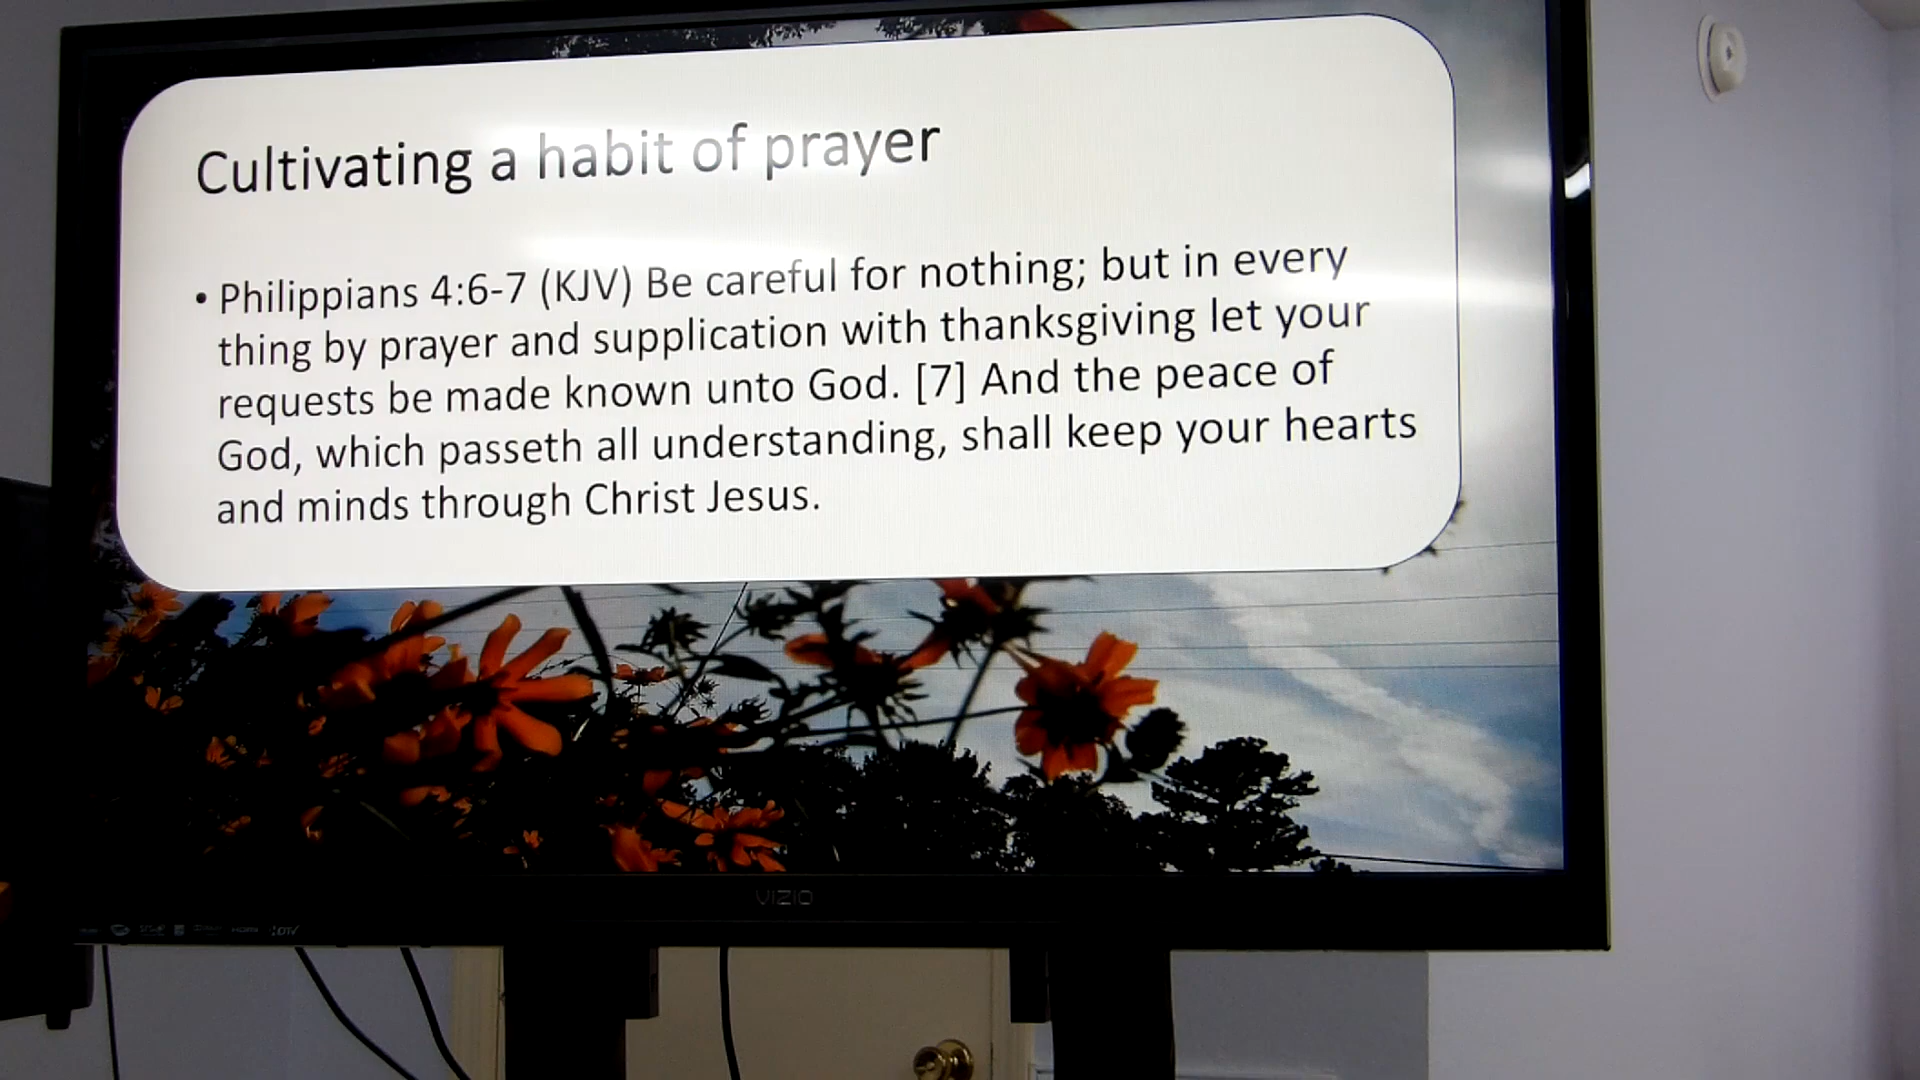 Cultivating a habit of prayer
• Philippians 4:6-7 (KJV) Be careful for nothing; but in every
thing by prayer and supplication with thanksgiving let your
requests be made known unto God. [7] And the peace of
God, which passeth all understanding, shall keep your hearts
and minds through Christ Jesus.
VIZIO